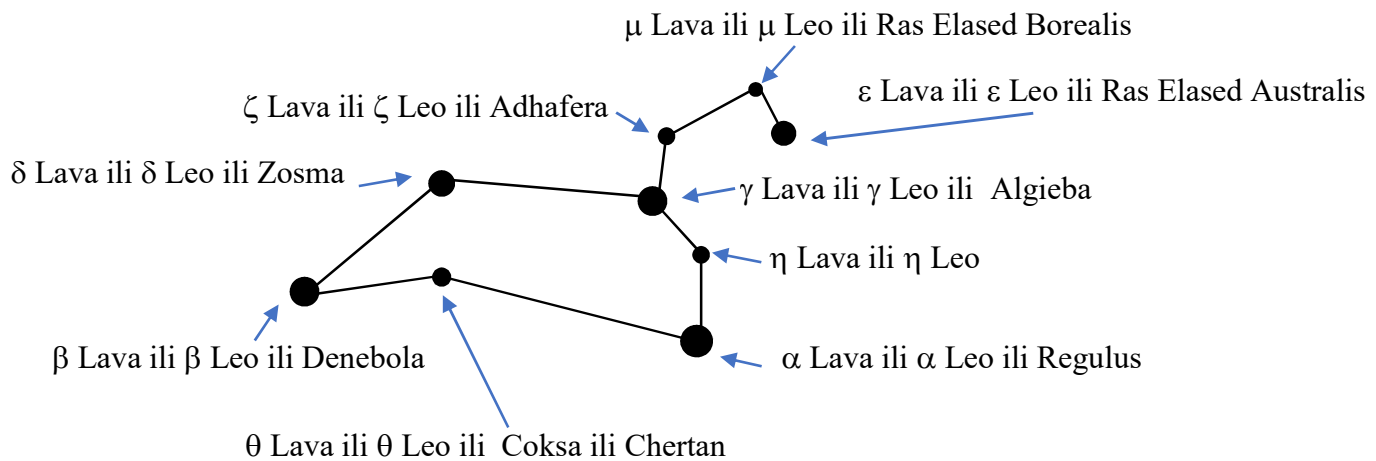 μ Lava ili μ Leo ili Ras Elased Borealis
ε Lava ili ε Leo ili Ras Elased Australis
ζ Lava ili ζ Leo ili Adhafera
δ Lava ili δ Leo ili Zosma
γ Lava ili γ Leo ili Algieba
η Lava ili η Leo
β Lava ili β Leo ili Denebola
α Lava ili α Leo ili Regulus
θ Lava ili θ Leo ili Coksa ili Chertan